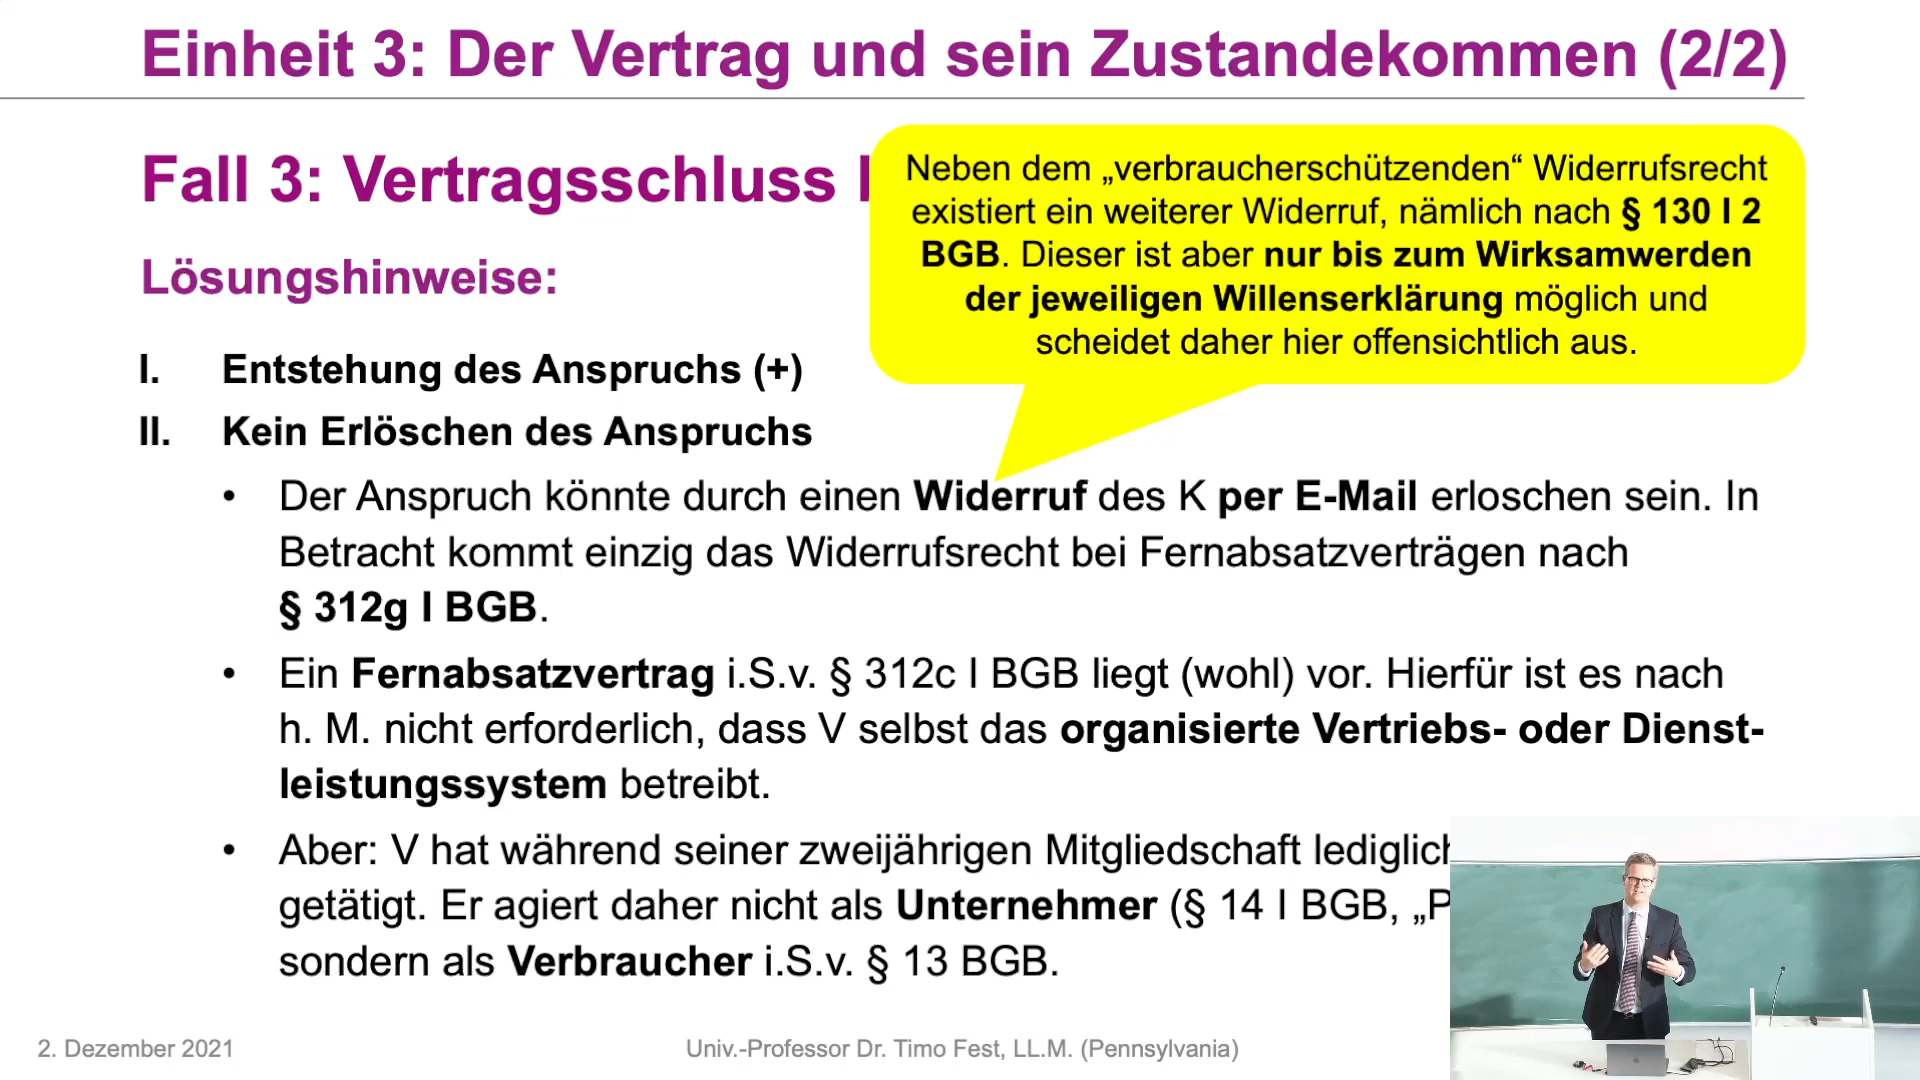 Einheit 3: Der Vertrag und sein Zustandekommen (2/2)
Fall 3: Vertragsschluss
Neben dem „verbraucherschützenden“ Widerrufsrecht
existiert ein weiterer Widerruf, nämlich nach § 130 I 2
BGB. Dieser ist aber nur bis zum Wirksamwerden
der jeweiligen Willenserklärung möglich und
scheidet daher hier offensichtlich aus.
Lösungshinweise:
I. Entstehung des Anspruchs (+)
II. Kein Erlöschen des Anspruchs
• Der Anspruch könnte durch einen Widerruf des K per E-Mail erloschen sein. In
Betracht kommt einzig das Widerrufsrecht bei Fernabsatzverträgen nach
§ 312g I BGB.
• Ein Fernabsatzvertrag i.S.v. § 312c I BGB liegt (wohl) vor. Hierfür ist es nach
h. M. nicht erforderlich, dass V selbst das organisierte Vertriebs- oder Dienst-
leistungssystem betreibt.
• Aber: V hat während seiner zweijährigen Mitgliedschaft lediglich
getätigt. Er agiert daher nicht als Unternehmer (§ 14 I BGB, „P
sondern als Verbraucher i.S.v. § 13 BGB.
2. Dezember 2021
Univ.-Professor Dr. Timo Fest, LL.M. (Pennsylvania)